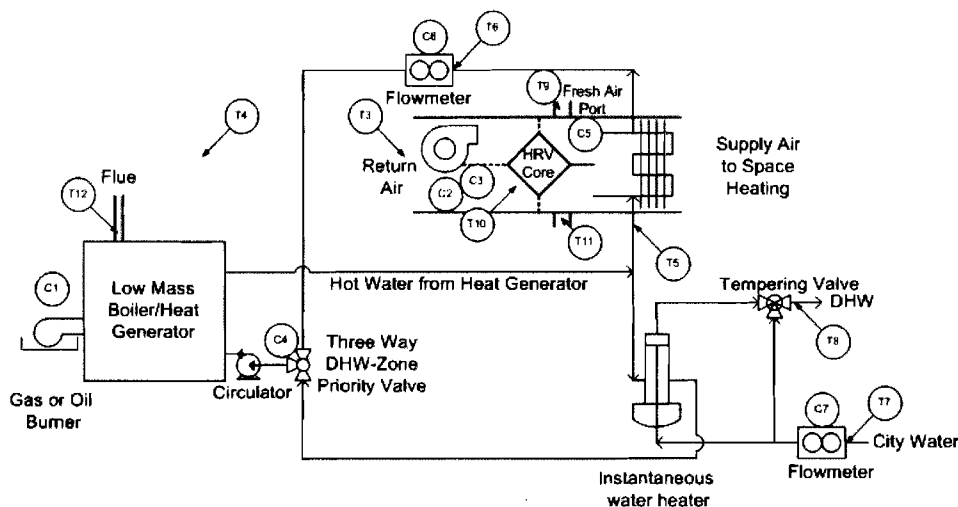 C6
T6
Flowmeter
T9
Fresh Air
Port
T4
T3
C5
Return
Air
HRV
Core
Supply Air
to Space
Heating
Flue
T12
C2
C3
T10
T11
T5
C1
Low Mass
Boiler/Heat
Generator
Hot Water from Heat Generator
Tempering Valve
DHW
T8
C4
Three Way
DHW-Zone
Priority Valve
Circulator
Gas or Oil
Burner
C7
T7
City Water
Flowmeter
Instantaneous
water heater